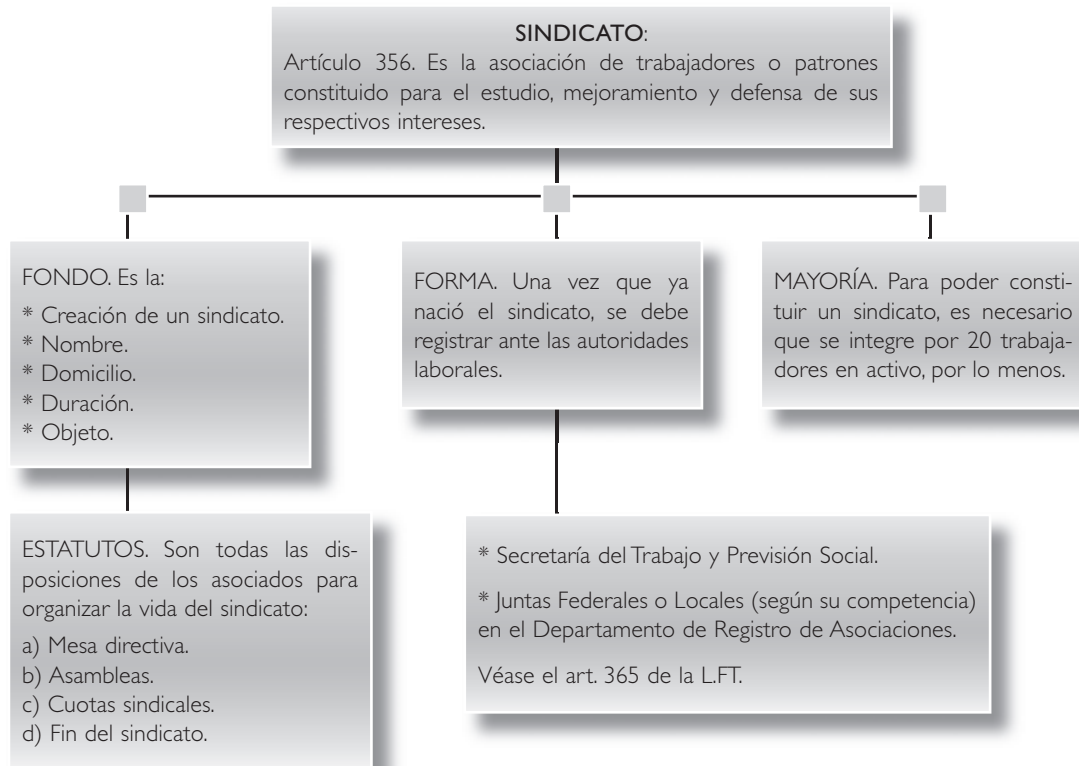 SINDICATO:
Artículo 356. Es la asociación de trabajadores o patrones
constituido para el estudio, mejoramiento y defensa de sus
respectivos intereses.
FONDO. Es la:
* Creación de un sindicato.
* Nombre.
* Domicilio.
* Duración.
* Objeto.
FORMA. Una vez que ya
nació el sindicato, se debe
registrar ante las autoridades
laborales.
MAYORÍA. Para poder consti-
tuir un sindicato, es necesario
que se integre por 20 trabaja-
dores en activo, por lo menos.
ESTATUTOS. Son todas las dis-
posiciones de los asociados para
organizar la vida del sindicato:
a) Mesa directiva.
b) Asambleas.
c) Cuotas sindicales.
d) Fin del sindicato.
* Secretaría del Trabajo y Previsión Social.
* Juntas Federales o Locales (según su competencia)
en el Departamento de Registro de Asociaciones.
Véase el art. 365 de la L.FT.